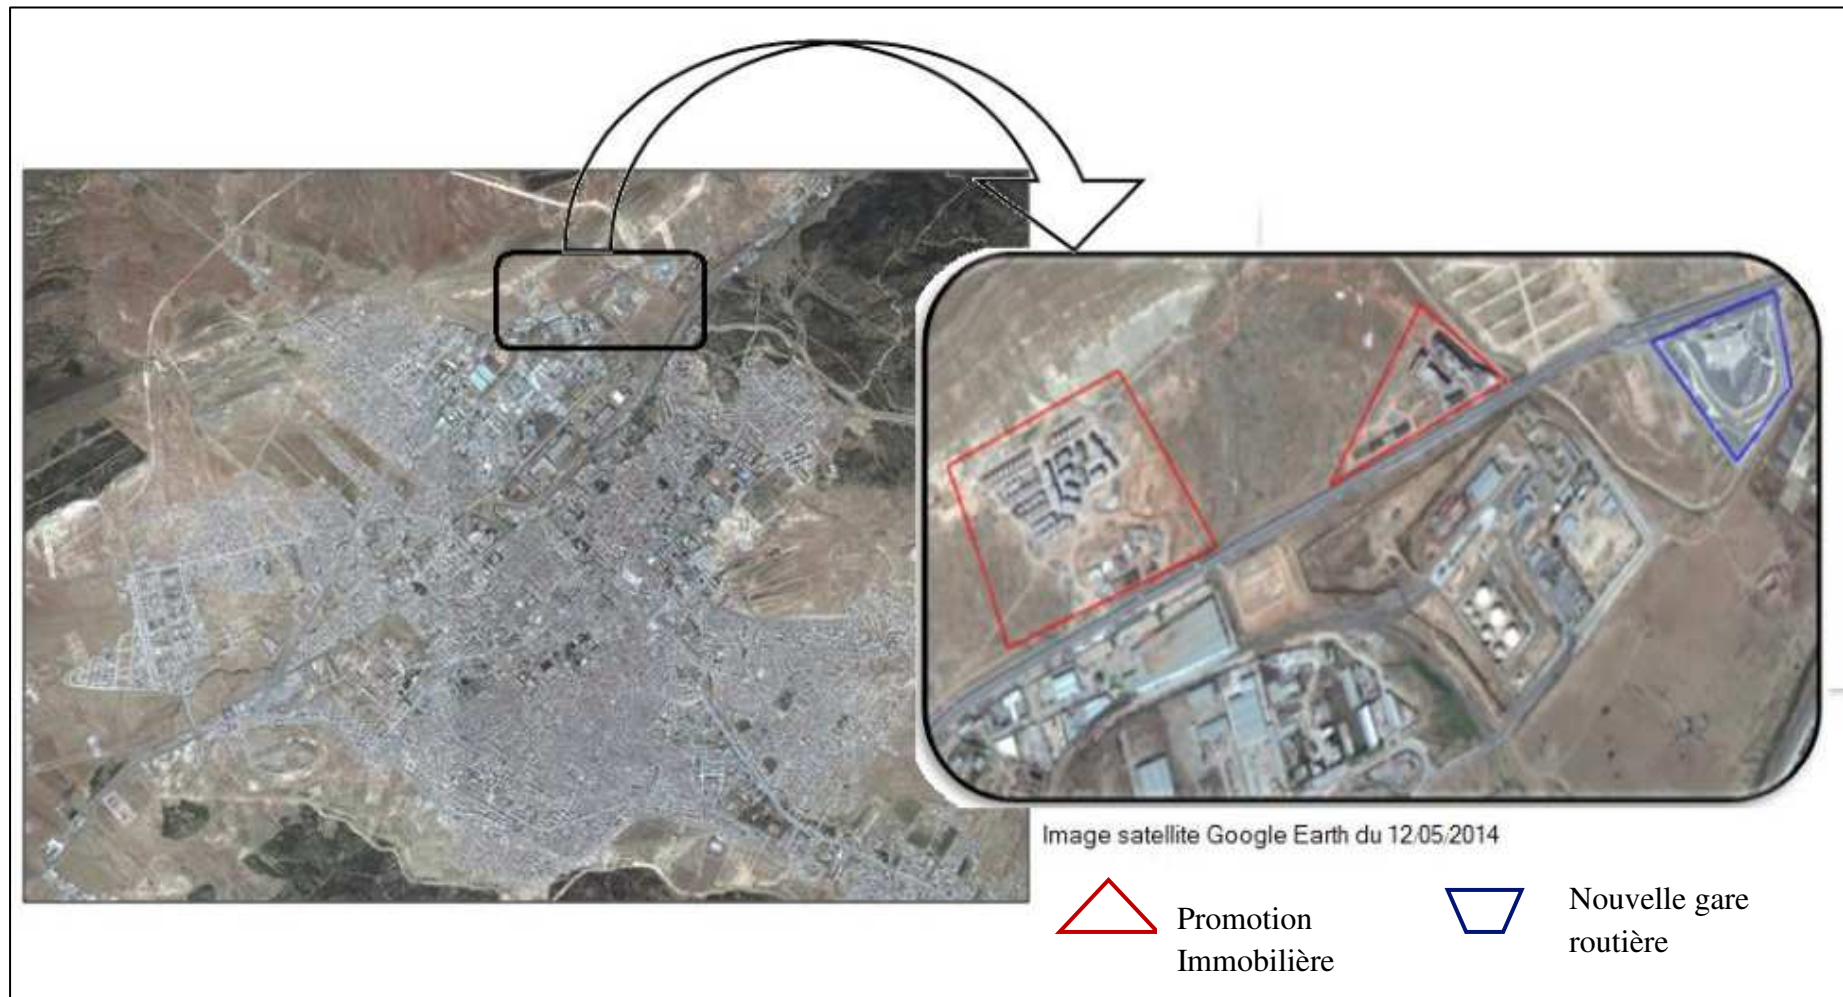 Image satellite Google Earth du 12/05/2014
Promotion
Immobilière
Nouvelle gare
routière